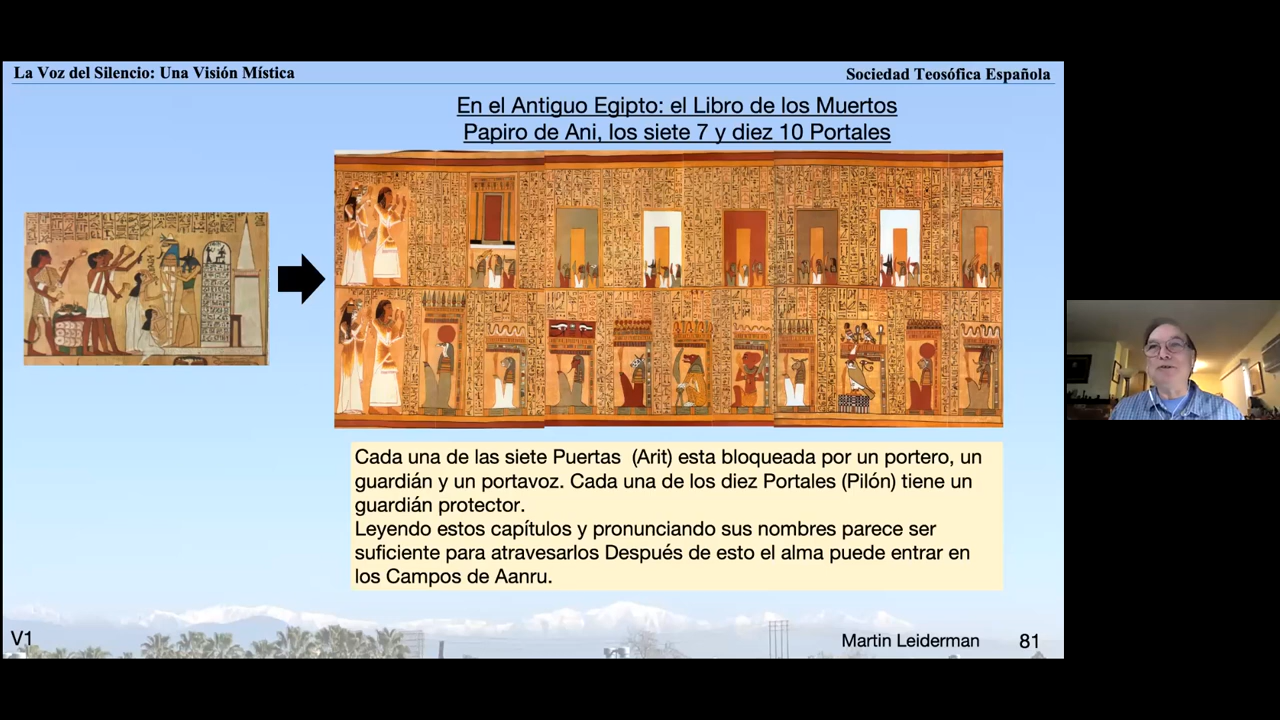 La Voz del Silencio: Una Visión Mística
Sociedad Teosófica Española
En el Antiguo Egipto: el Libro de los Muertos
Papiro de Ani, los siete 7 y diez 10 Portales
Cada una de las siete Puertas (Arit) esta bloqueada por un portero, un
guardián y un portavoz. Cada una de los diez Portales (Pilón) tiene un
guardián protector.
Leyendo estos capítulos y pronunciando sus nombres parece ser
suficiente para atravesarlos Después de esto el alma puede entrar en
los Campos de Aanru.
V1
Martin Leiderman
81